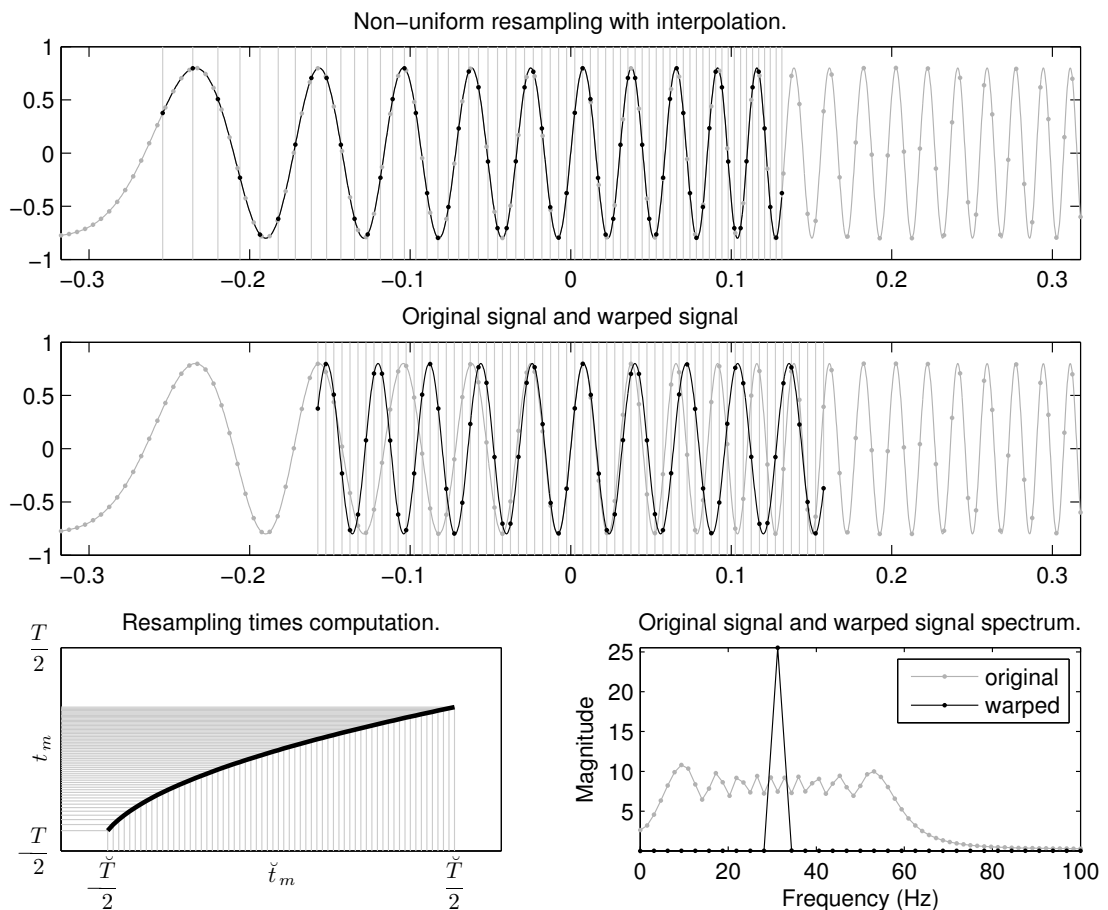 Non−uniform resampling with interpolation.
1
0.5
0
−0.5
−1
−0.3 −0.2 −0.1 0 0.1 0.2 0.3
Original signal and warped signal
1
0.5
0
−0.5
−1
−0.3 −0.2 −0.1 0 0.1 0.2 0.3
Resampling times computation.
T
2
t_m
T
−2
T̆
−2
t̆_m
T̆
2
Original signal and warped signal spectrum.
25
20
15
10
5
Magnitude
original
warped
0 20 40 60 80 100
Frequency (Hz)